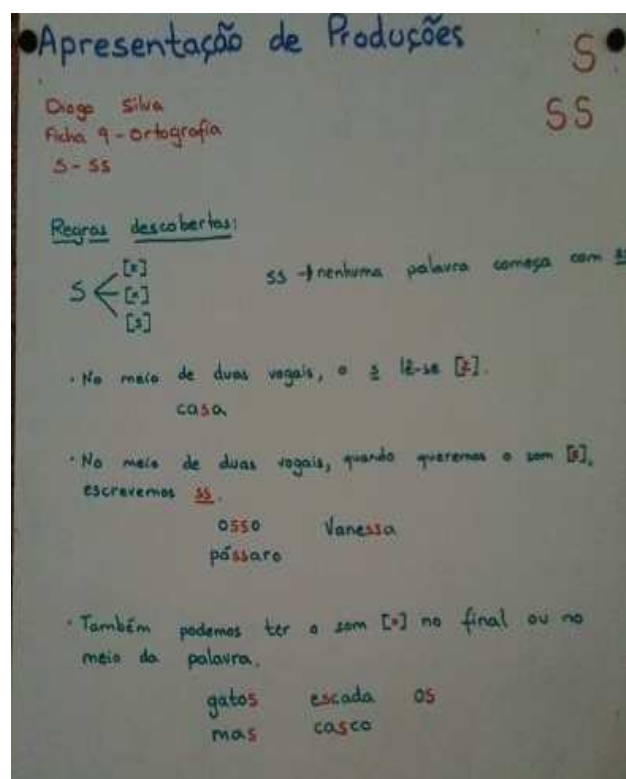 Apresentação de Produções
S
SS
Diogo Silva
Ficha 9 - Ortografia
S - SS
Regras descobertas:
S
[z]
[x]
[s]
ss → nenhuma palavra começa com ss
· No meio de duas vogais, o s lê-se [z].
casa
· No meio de duas vogais, quando queremos o som [s],
escrevemos ss.
osso Vanessa
pássaro
· Também podemos ter o som [x] no final ou no
meio da palavra.
gatos escada os
mas casco